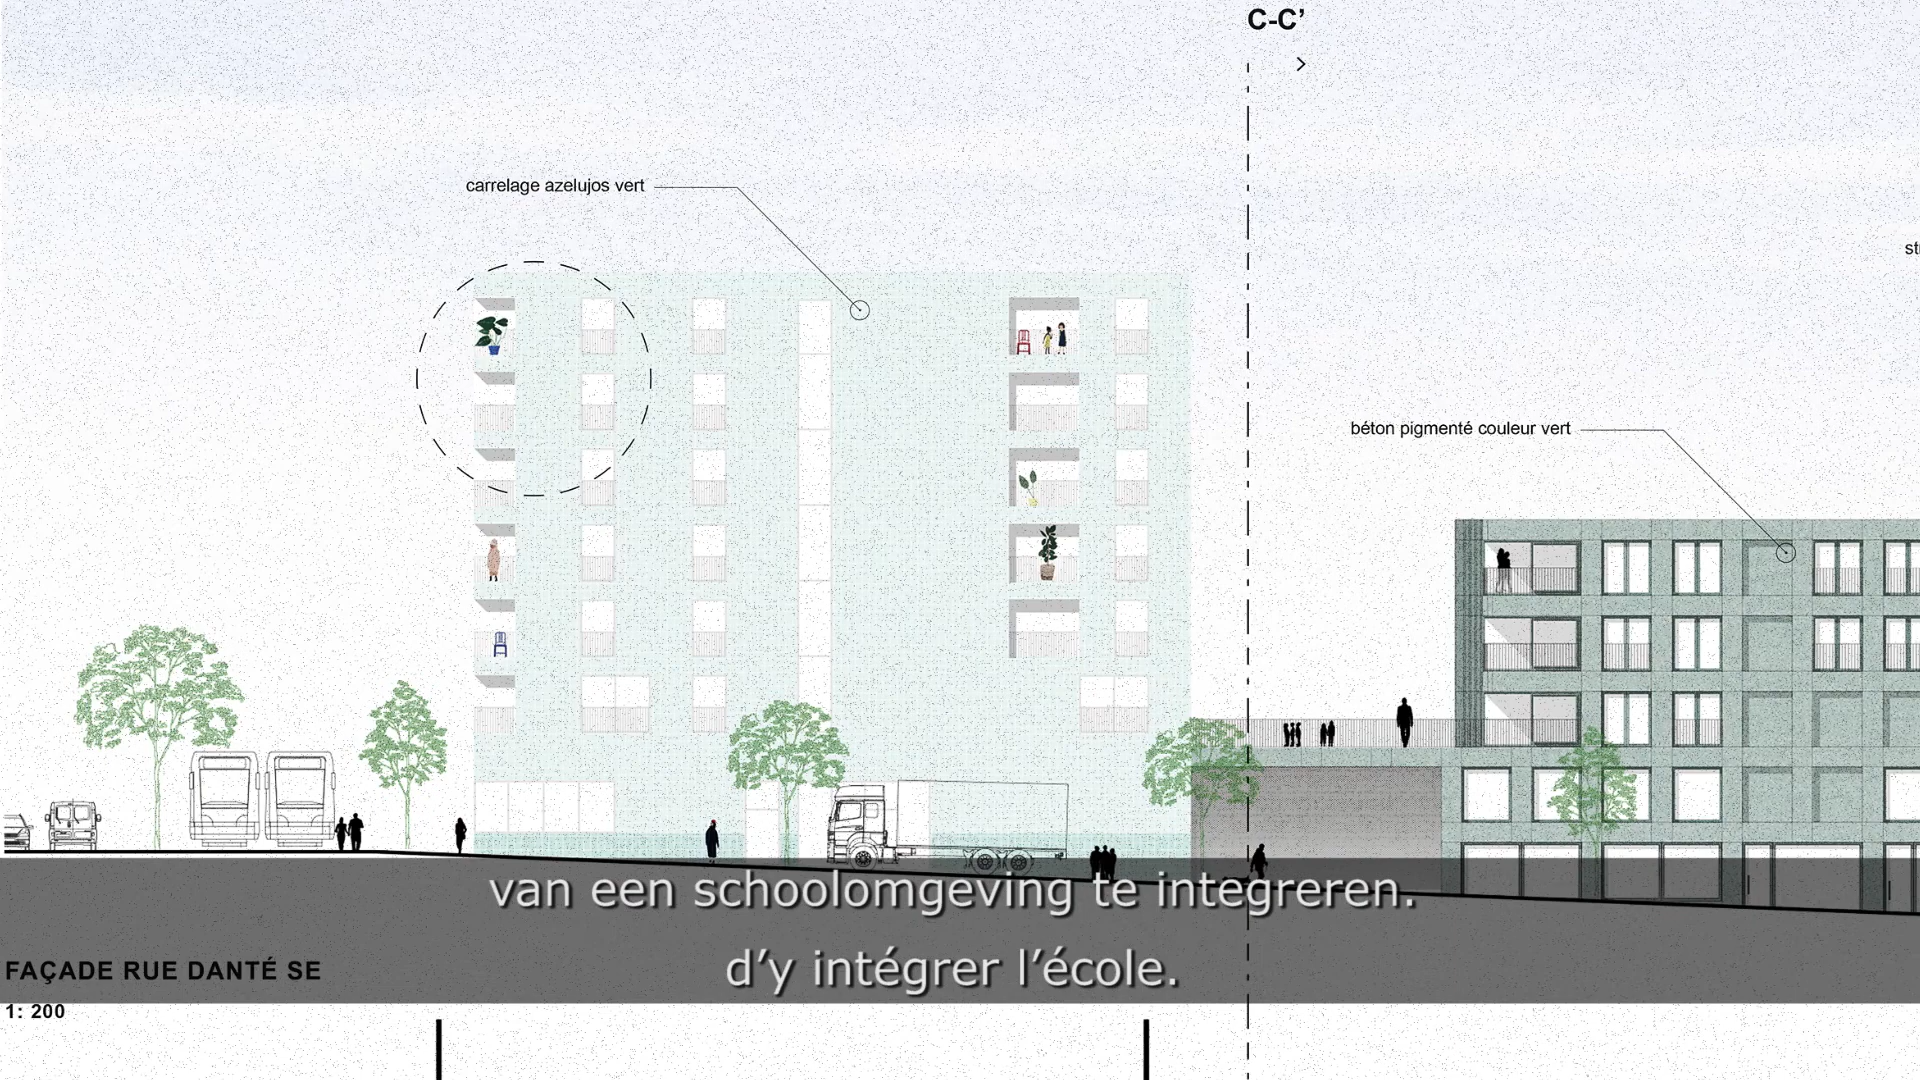 C-C’
carrelage azelujos vert
st
béton pigmenté couleur vert
van een schoolomgeving te integreren.
d’y intégrer l’école.
FAÇADE RUE DANTÉ SE
1: 200